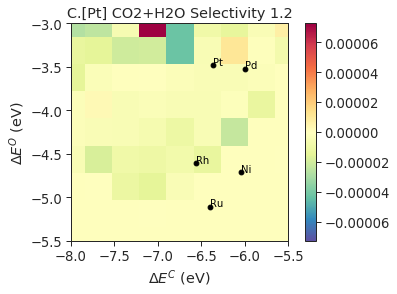 C.[Pt] CO2+H2O Selectivity 1.2
−3.0
−3.5
−4.0
−4.5
−5.0
−5.5
ΔE^O (eV)
Pt
Pd
Rh
Ni
Ru
−8.0 −7.5 −7.0 −6.5 −6.0 −5.5
ΔE^C (eV)
0.00006
0.00004
0.00002
0.00000
−0.00002
−0.00004
−0.00006